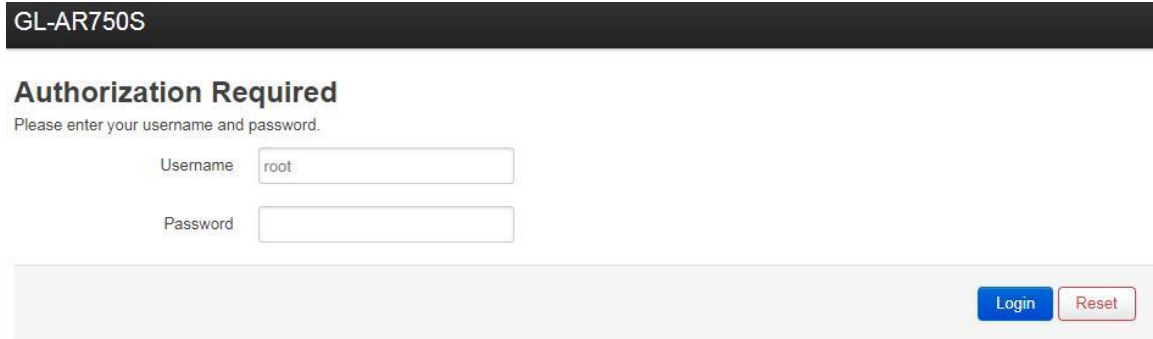 GL-AR750S
Authorization Required
Please enter your username and password.
Username root
Password
Login Reset